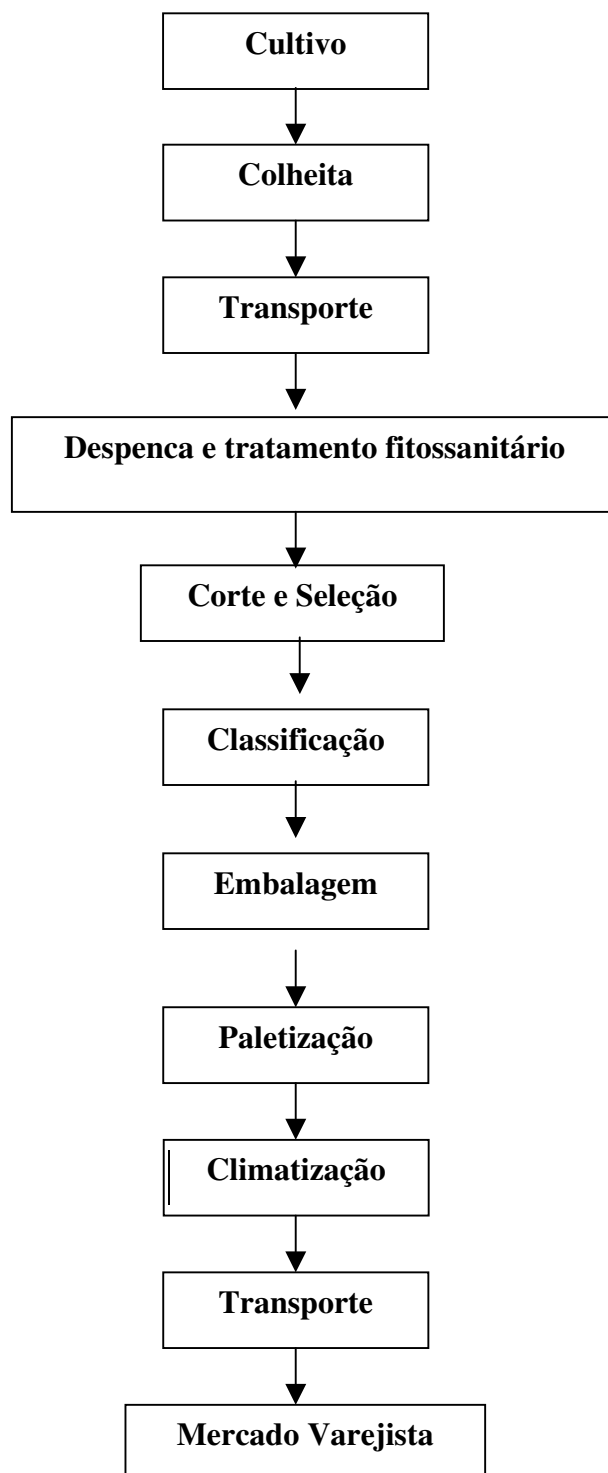 Cultivo
Colheita
Transporte
Despenca e tratamento fitossanitário
Corte e Seleção
Classificação
Embalagem
Paletização
Climatização
Transporte
Mercado Varejista